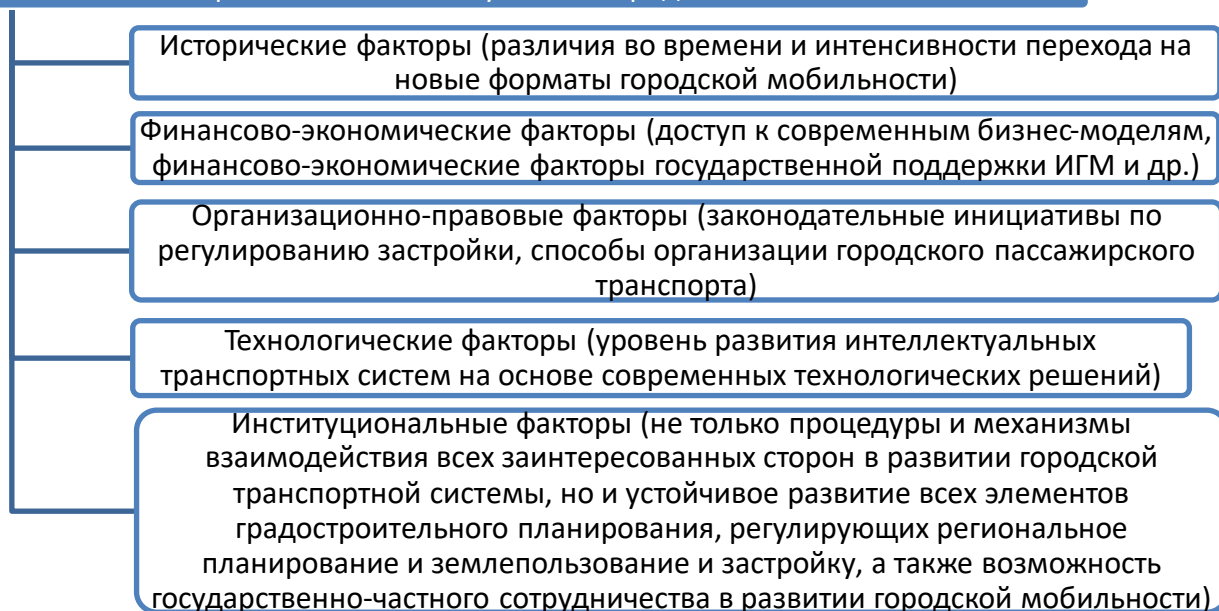 Исторические факторы (различия во времени и интенсивности перехода на
новые форматы городской мобильности)
Финансово-экономические факторы (доступ к современным бизнес-моделям,
финансово-экономические факторы государственной поддержки ИГМ и др.)
Организационно-правовые факторы (законодательные инициативы по
регулированию застройки, способы организации городского пассажирского
транспорта)
Технологические факторы (уровень развития интеллектуальных
транспортных систем на основе современных технологических решений)
Институциональные факторы (не только процедуры и механизмы
взаимодействия всех заинтересованных сторон в развитии городской
транспортной системы, но и устойчивое развитие всех элементов
градостроительного планирования, регулирующих региональное
планирование и землепользование и застройку, а также возможность
государственно-частного сотрудничества в развитии городской мобильности)